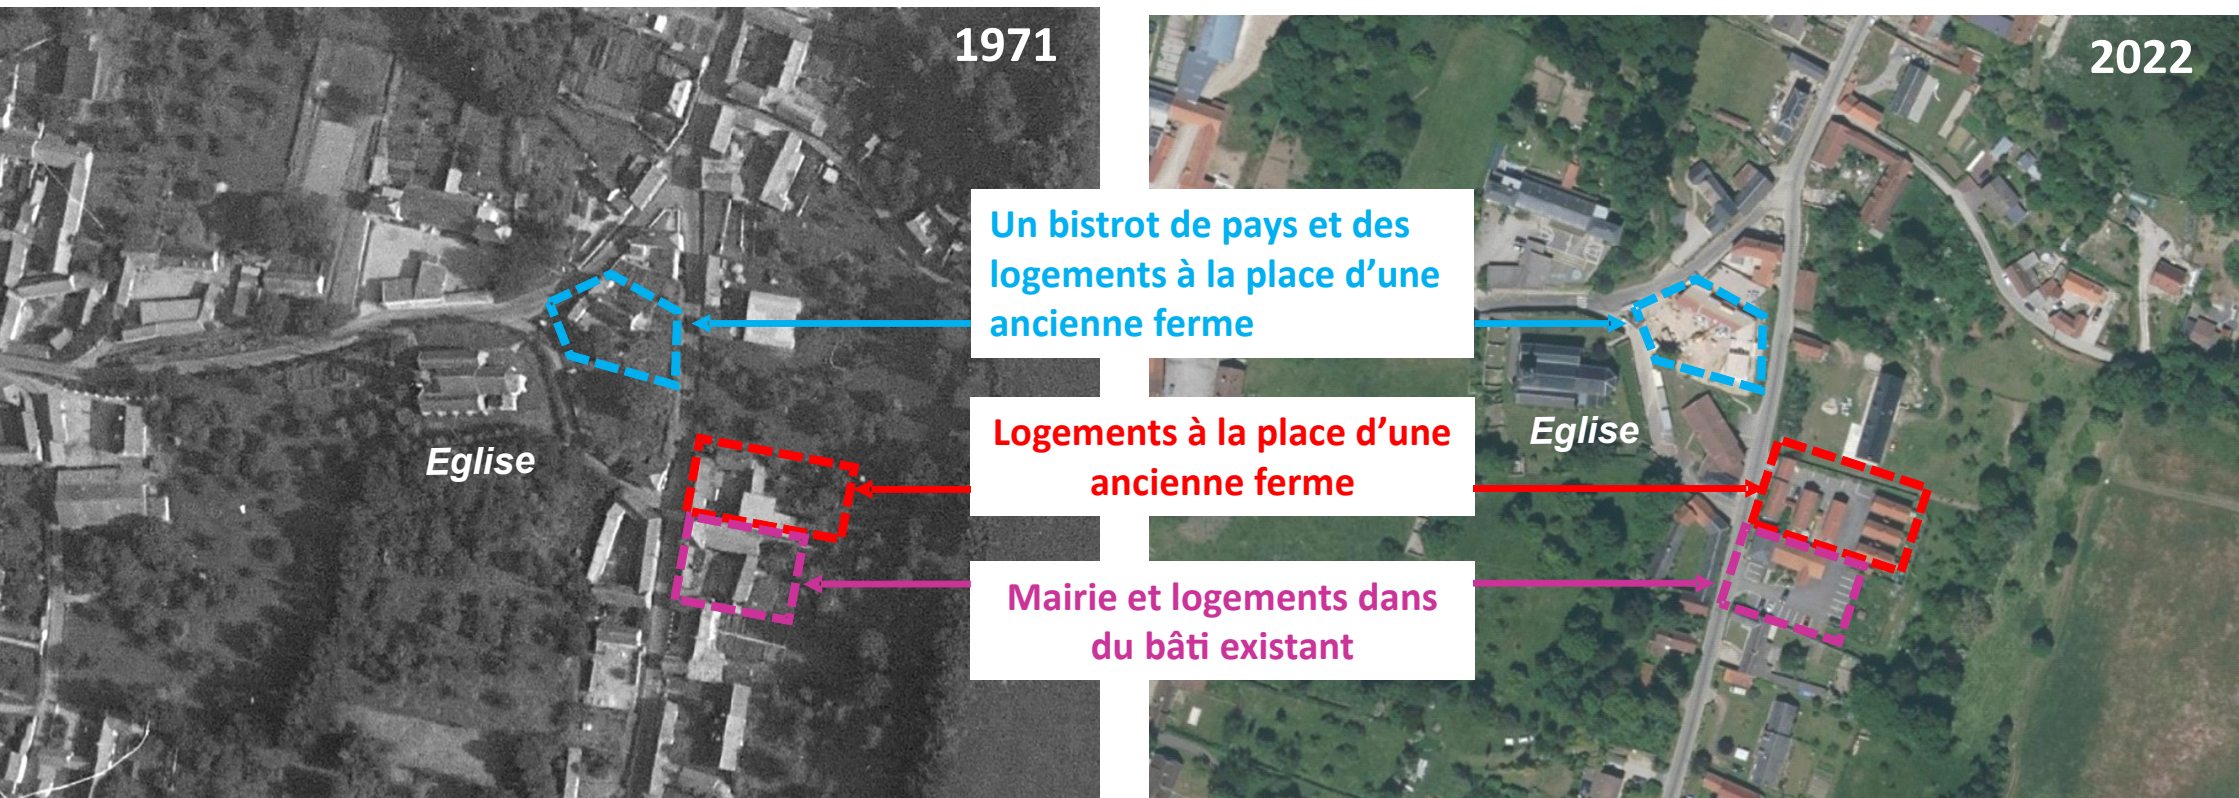 1971
2022
Un bistrot de pays et des
logements à la place d’une
ancienne ferme
Logements à la place d’une
ancienne ferme
Eglise
Eglise
Mairie et logements dans
du bâti existant